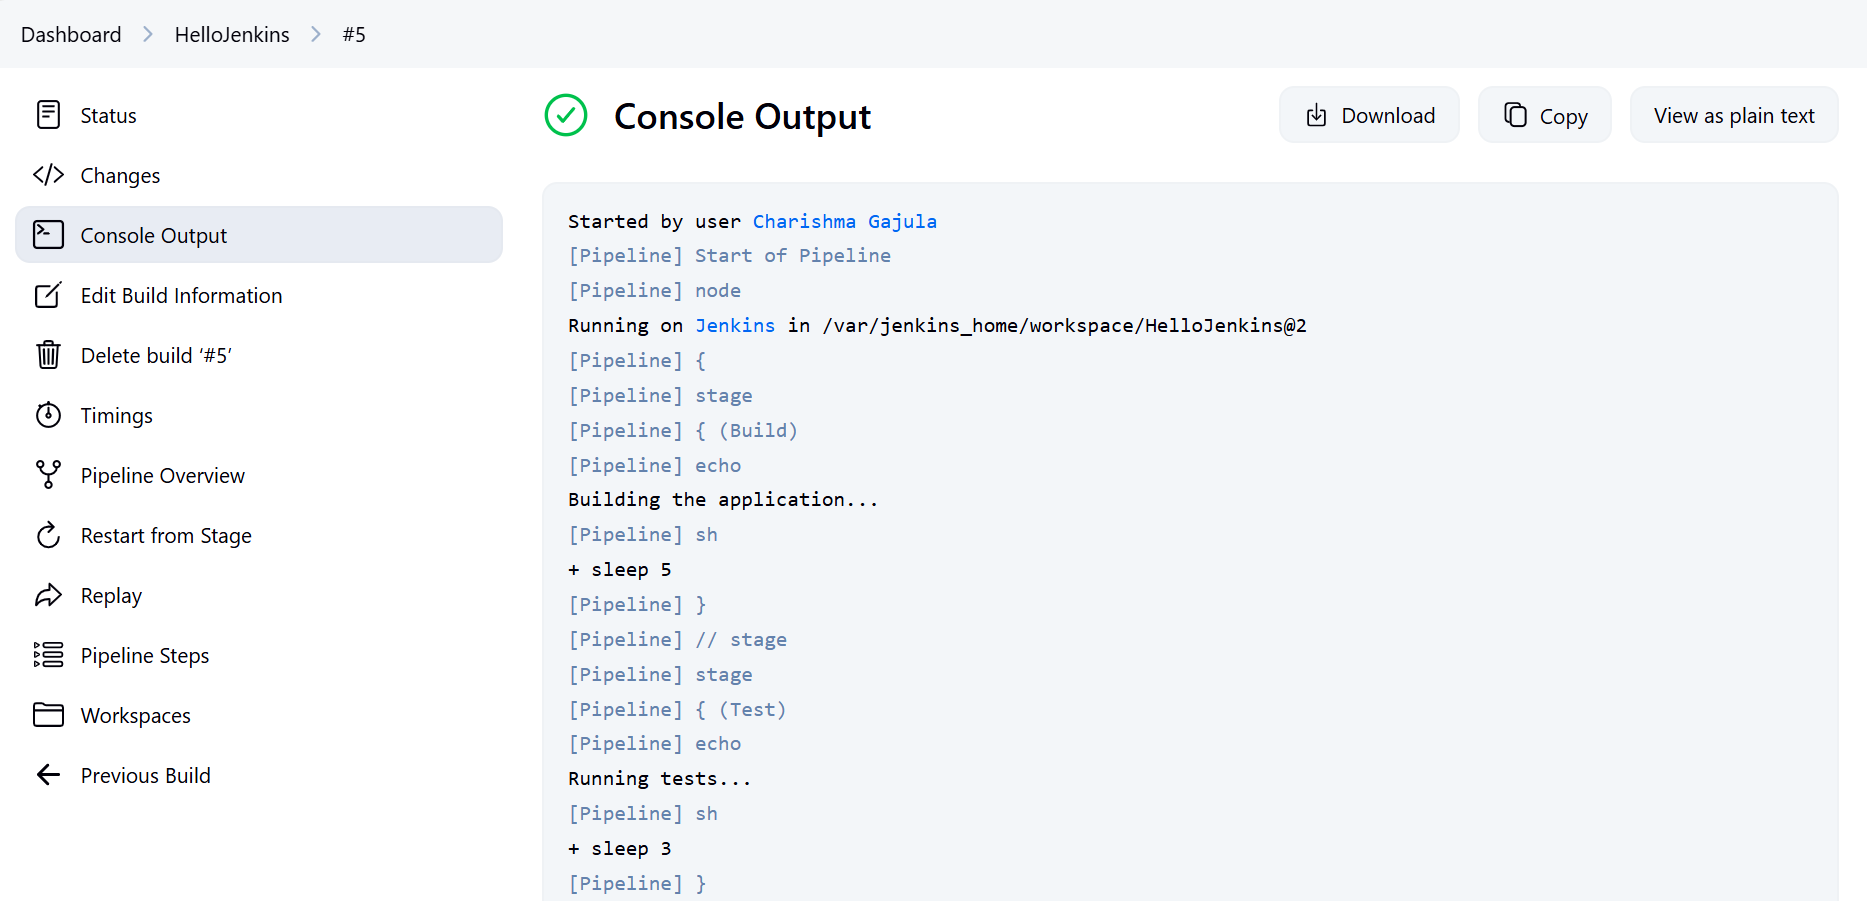 Dashboard > HelloJenkins > #5
Status
Changes
Console Output
Edit Build Information
Delete build ‘#5’
Timings
Pipeline Overview
Restart from Stage
Replay
Pipeline Steps
Workspaces
Previous Build
Console Output
Download
Copy
View as plain text
Started by user Charishma Gajula
[Pipeline] Start of Pipeline
[Pipeline] node
Running on Jenkins in /var/jenkins_home/workspace/HelloJenkins@2
[Pipeline] {
[Pipeline] stage
[Pipeline] { (Build)
[Pipeline] echo
Building the application...
[Pipeline] sh
+ sleep 5
[Pipeline] }
[Pipeline] // stage
[Pipeline] stage
[Pipeline] { (Test)
[Pipeline] echo
Running tests...
[Pipeline] sh
+ sleep 3
[Pipeline] }